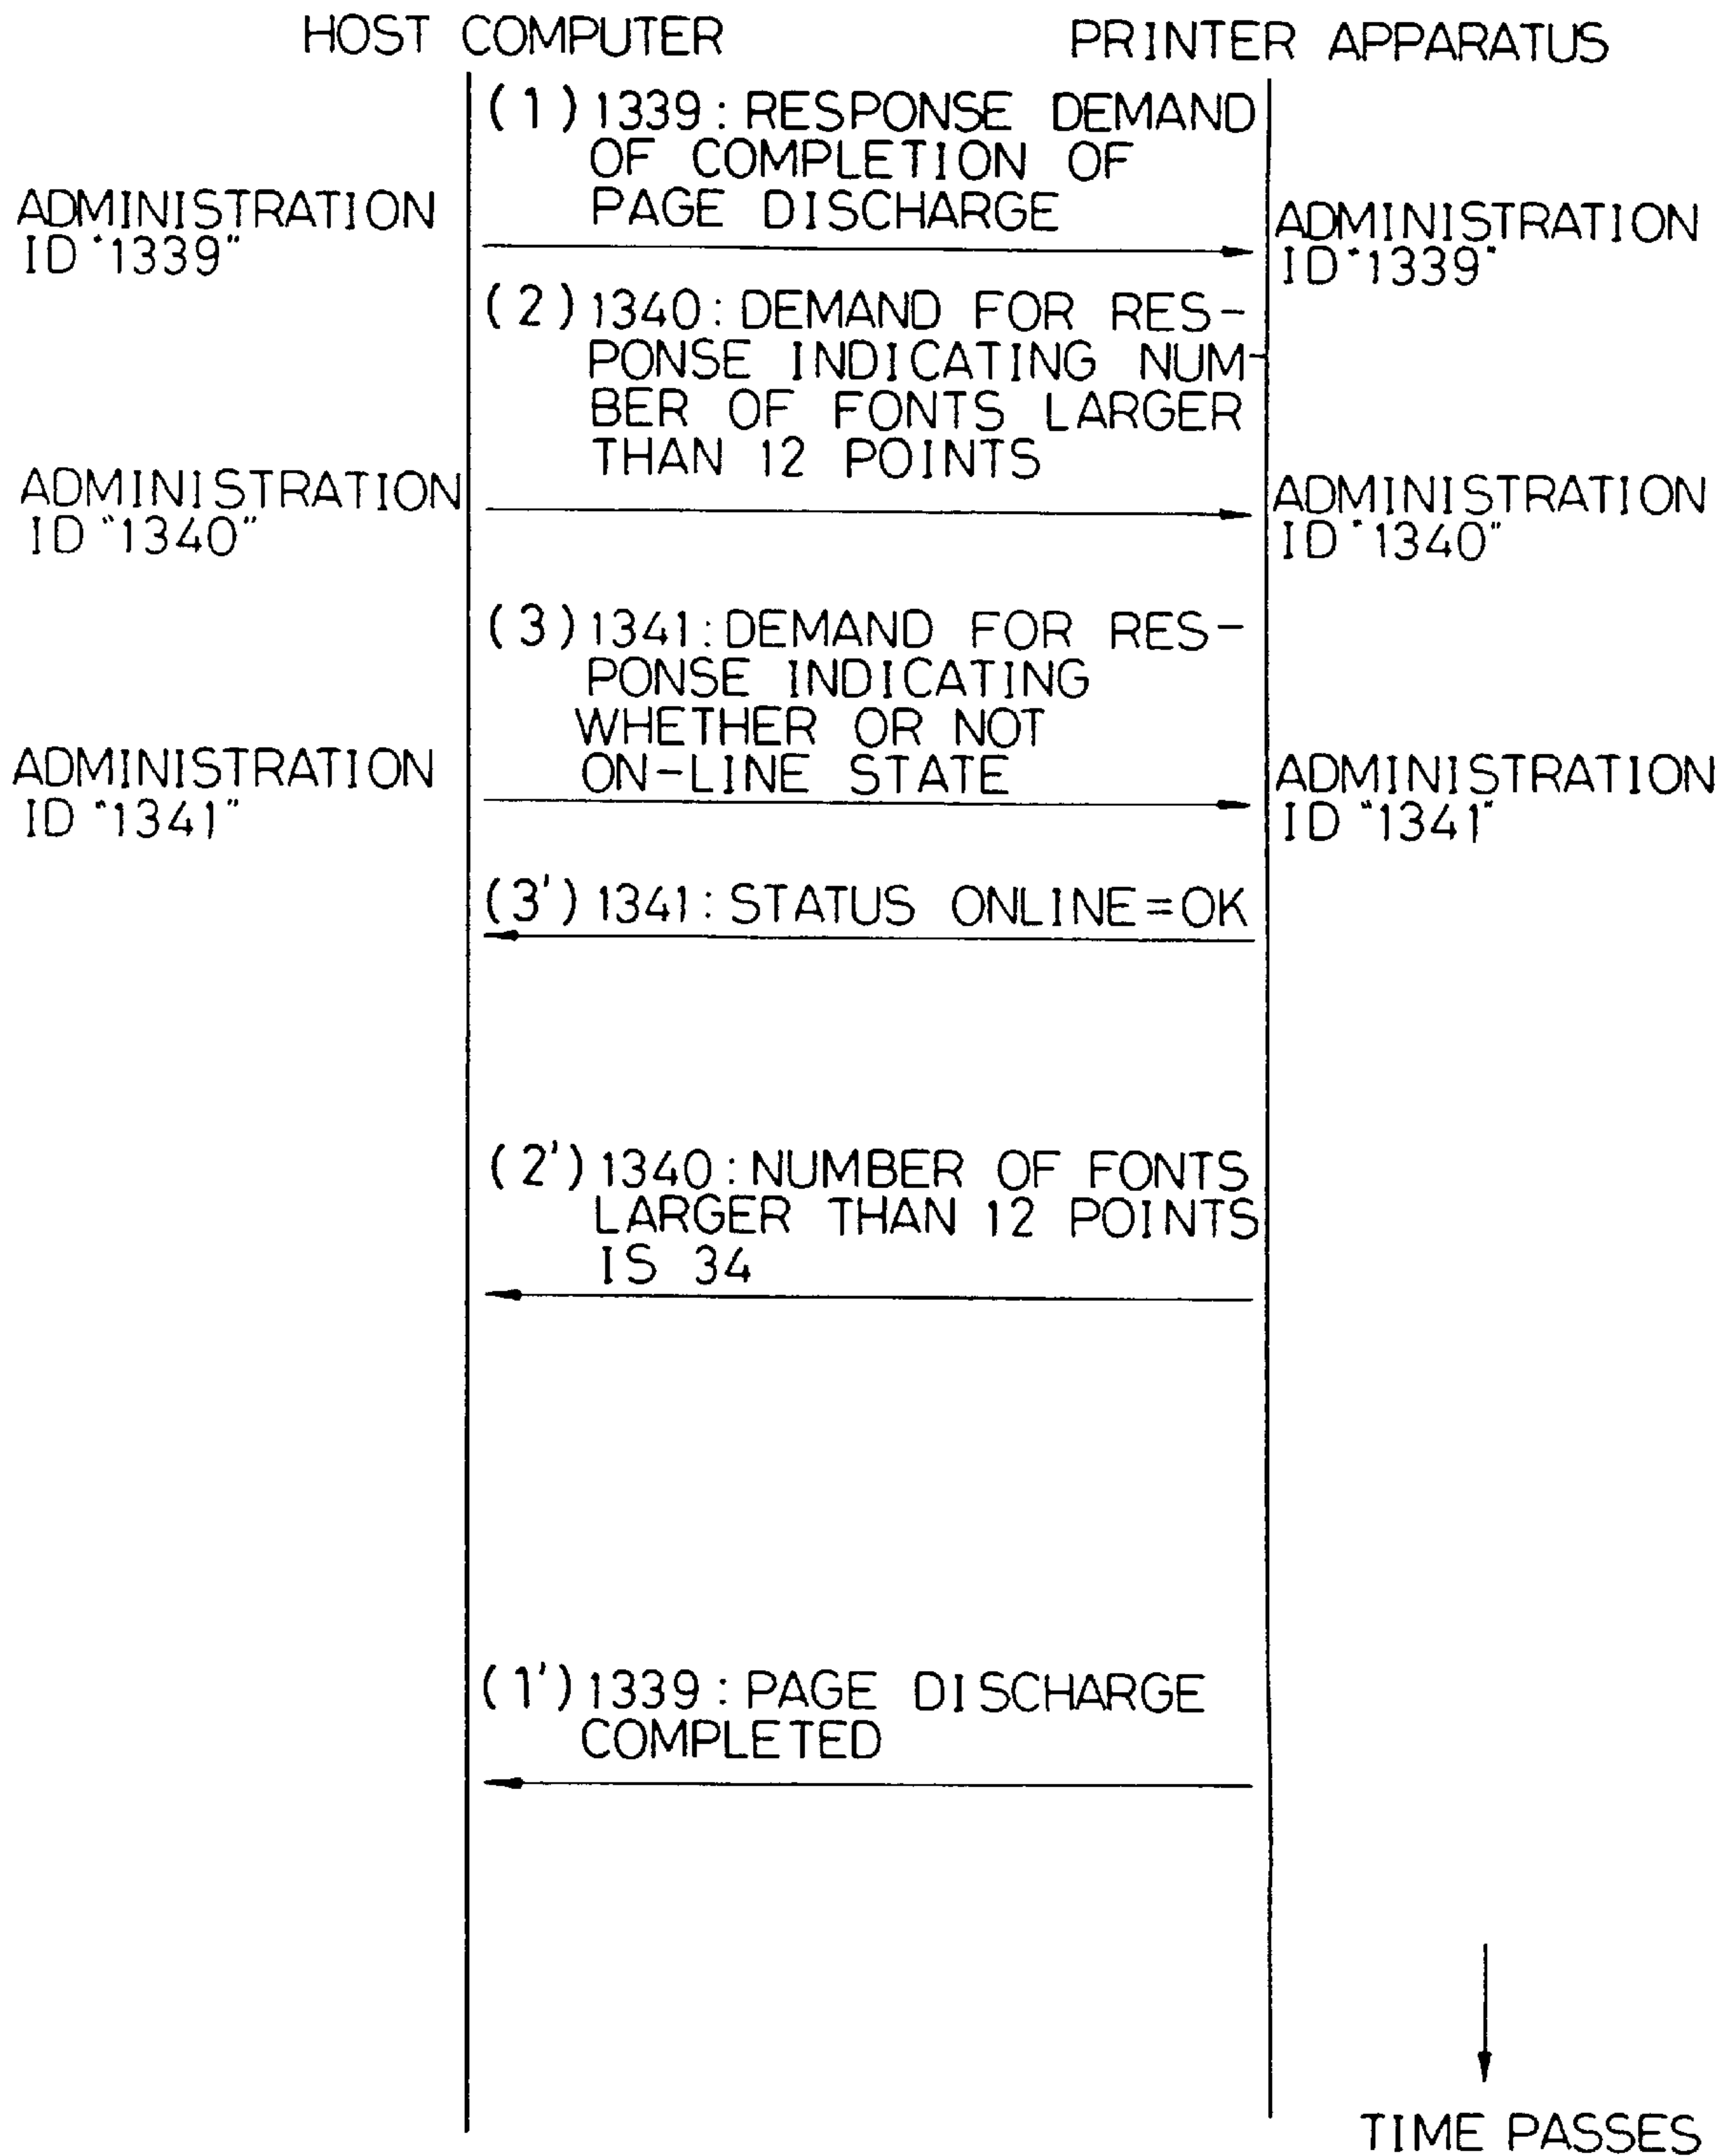 HOST COMPUTER
PRINTER APPARATUS
(1) 1339: RESPONSE DEMAND
OF COMPLETION OF
PAGE DISCHARGE
ADMINISTRATION
ID "1339"
ADMINISTRATION
ID "1339"
(2) 1340: DEMAND FOR RES-
PONSE INDICATING NUM-
BER OF FONTS LARGER
THAN 12 POINTS
ADMINISTRATION
ID "1340"
ADMINISTRATION
ID "1340"
(3) 1341: DEMAND FOR RES-
PONSE INDICATING
WHETHER OR NOT
ON-LINE STATE
ADMINISTRATION
ID "1341"
ADMINISTRATION
ID "1341"
(3') 1341: STATUS ONLINE=OK
(2') 1340: NUMBER OF FONTS
LARGER THAN 12 POINTS
IS 34
(1') 1339: PAGE DISCHARGE
COMPLETED
TIME PASSES